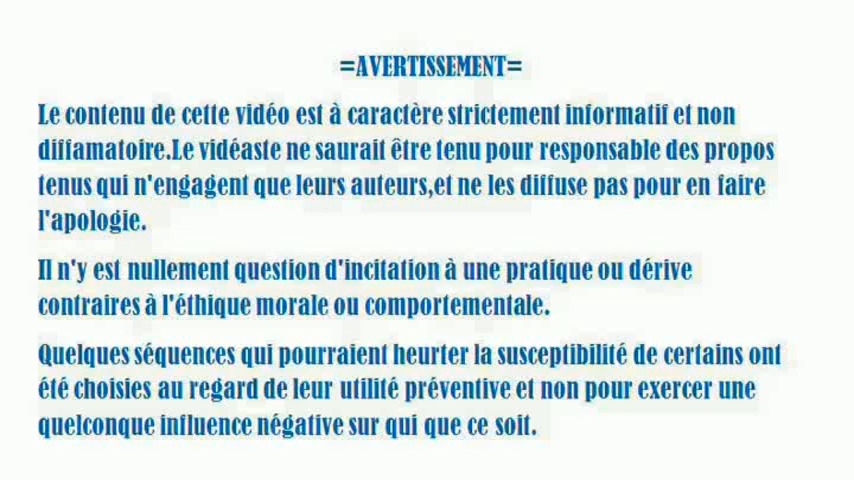 =AVERTISSEMENT=
Le contenu de cette vidéo est à caractère strictement informatif et non
diffamatoire.Le vidéaste ne saurait être tenu pour responsable des propos
tenus qui n'engagent que leurs auteurs,et ne les diffuse pas pour en faire
l'apologie.
Il n'y est nullement question d'incitation à une pratique ou dérive
contraires à l'éthique morale ou comportementale.
Quelques séquences qui pourraient heurter la susceptibilité de certains ont
été choisies au regard de leur utilité préventive et non pour exercer une
quelconque influence négative sur qui que ce soit.